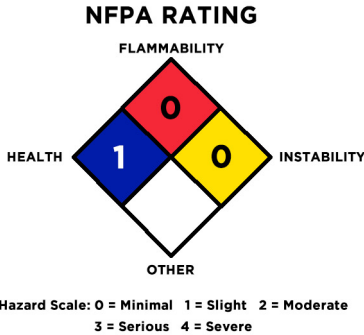 NFPA RATING
FLAMMABILITY
0
HEALTH 1 0 INSTABILITY
OTHER
Hazard Scale: 0 = Minimal 1 = Slight 2 = Moderate
3 = Serious 4 = Severe